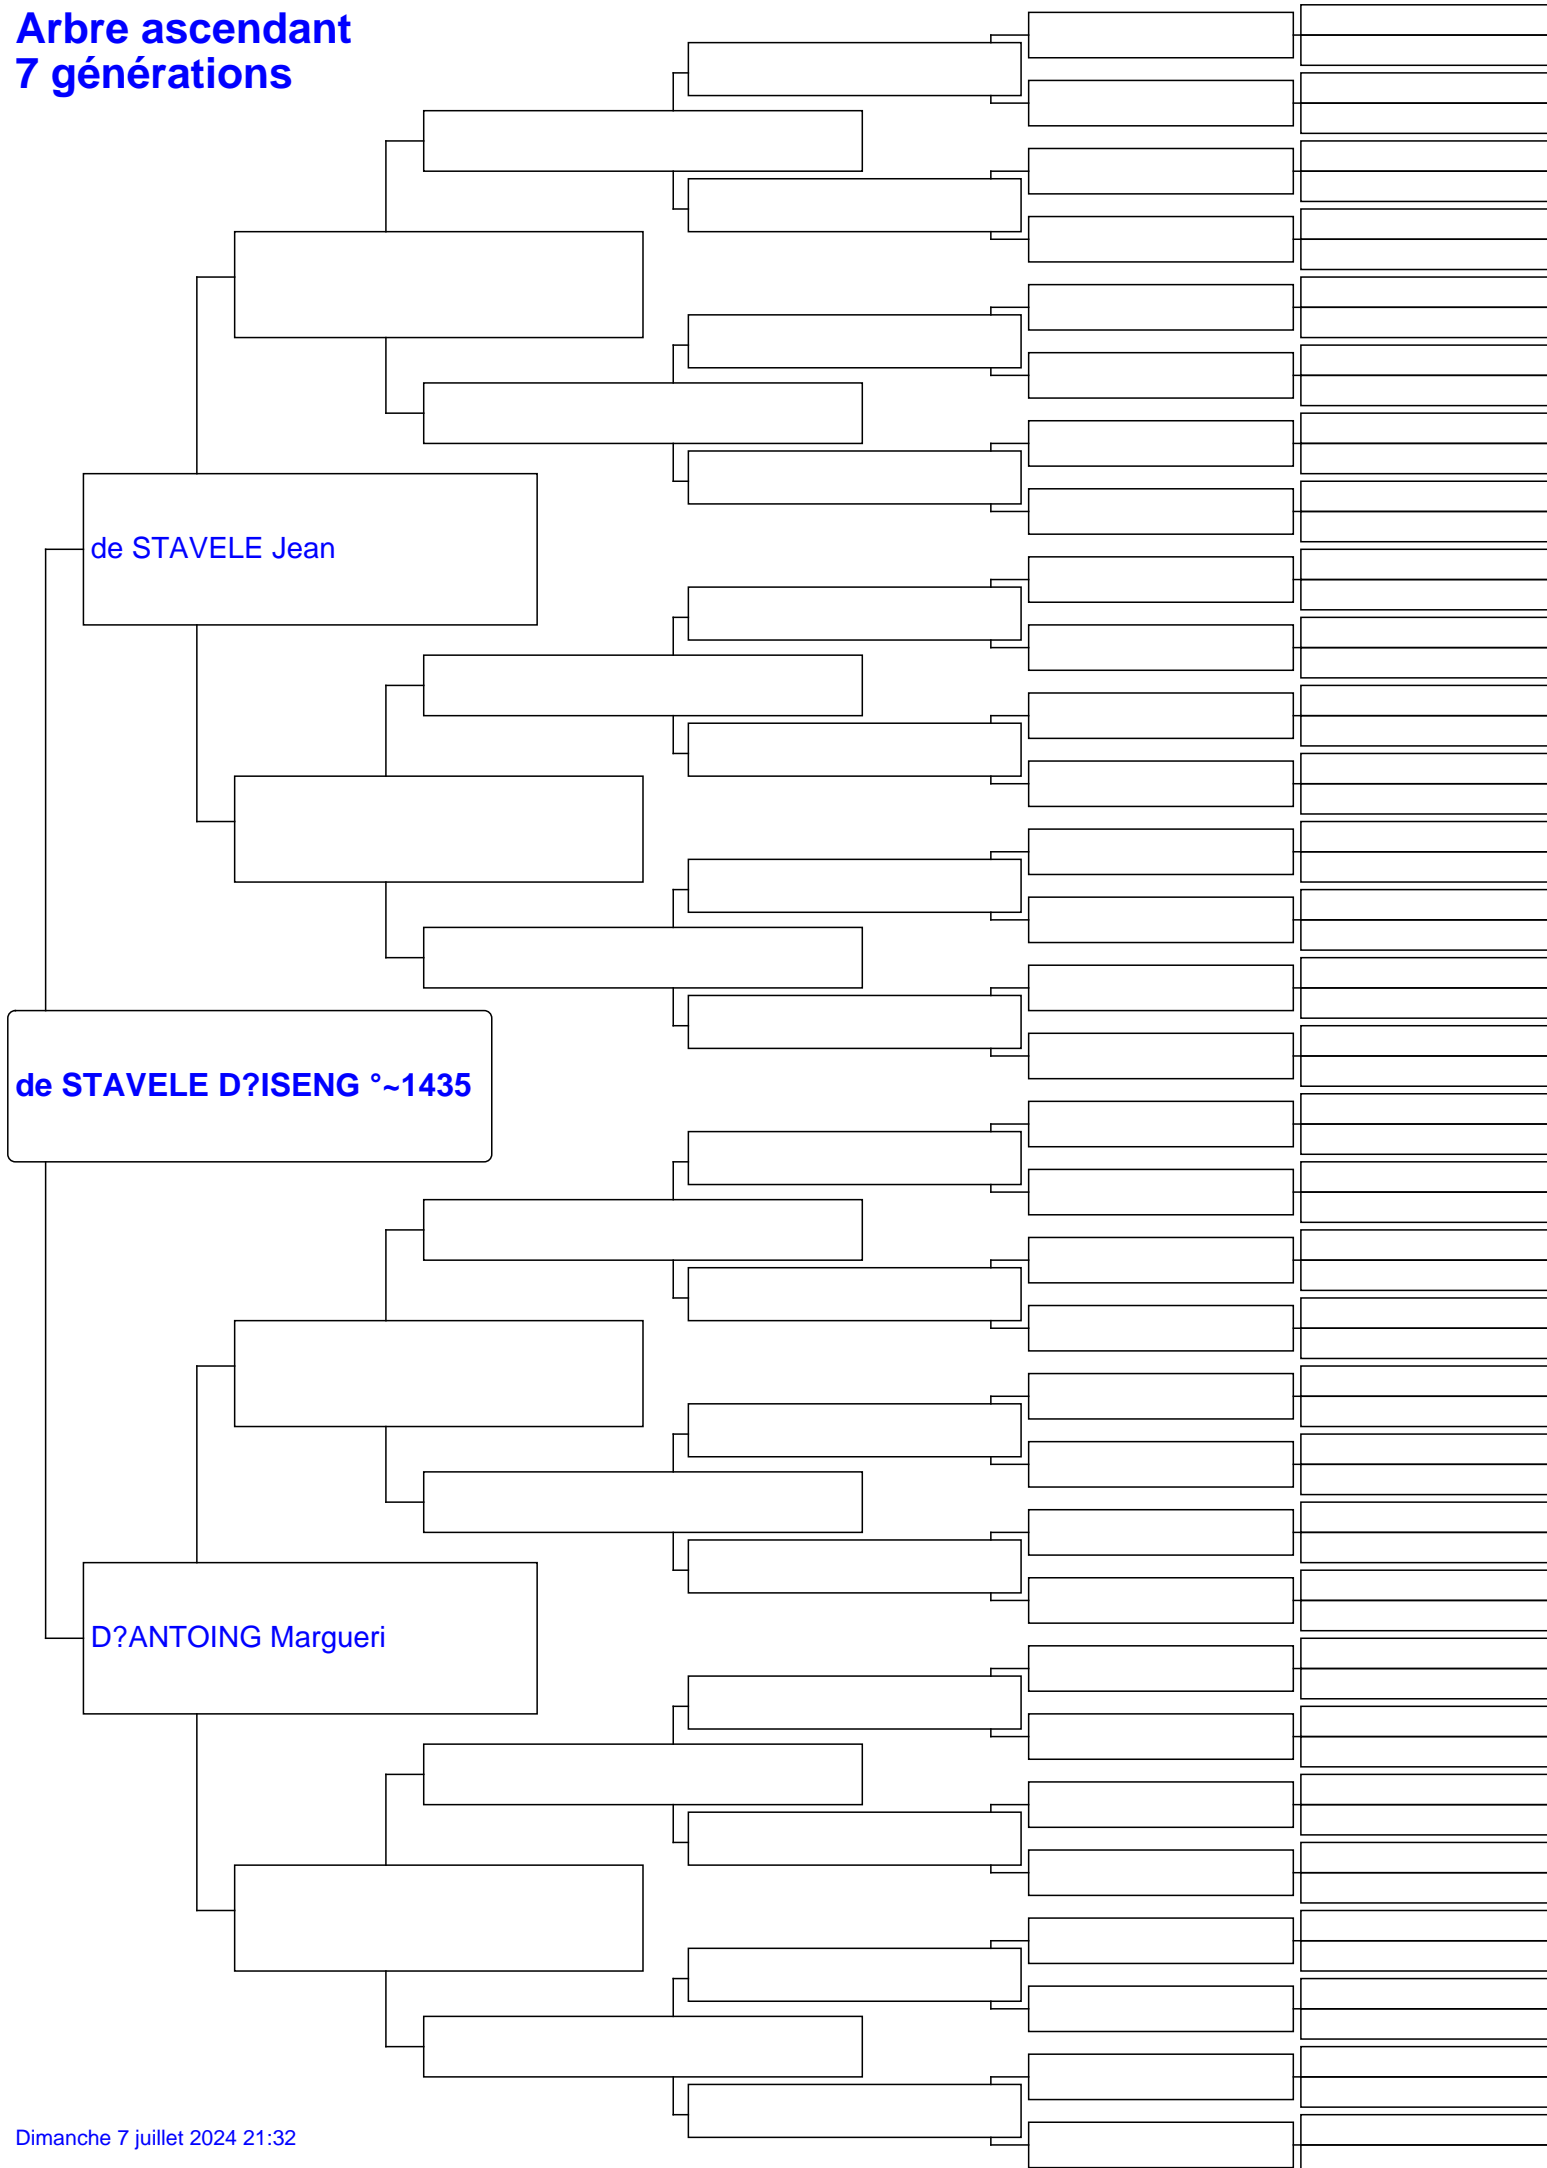 Arbre ascendant
7 générations
de STAVELE Jean
de STAVELE D?ISENG °~1435
D?ANTOING Margueri
Dimanche 7 juillet 2024 21:32